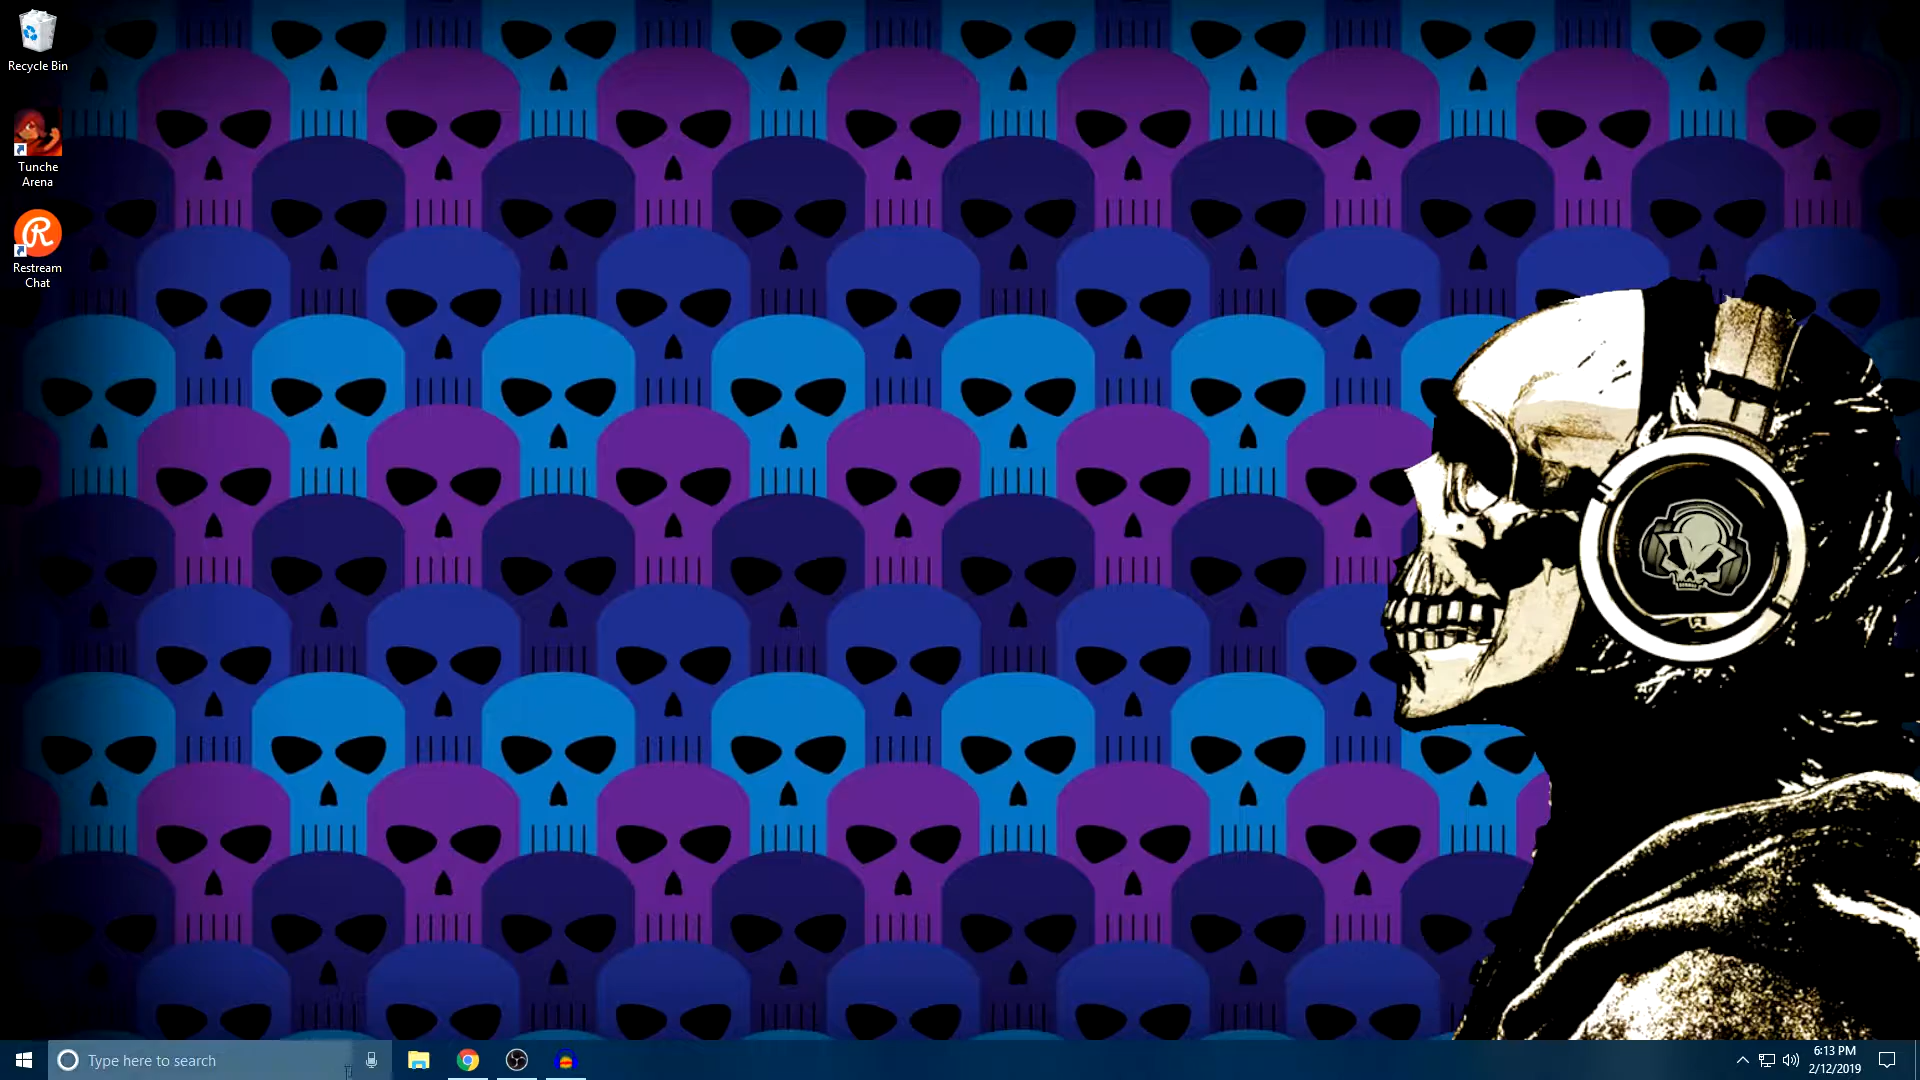 Recycle Bin
Tunche
Arena
R
Restream
Chat
Type here to search
6:13 PM
2/12/2019